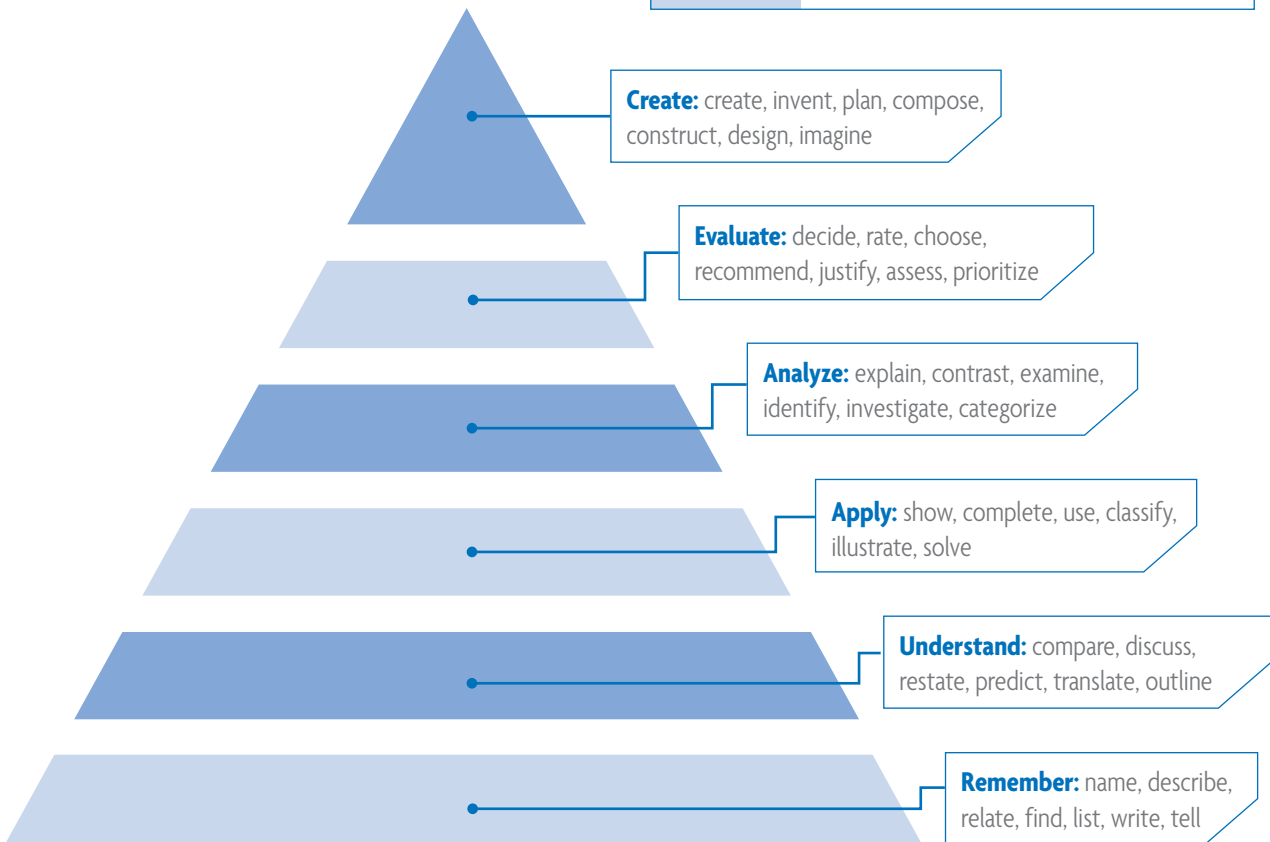 Create: create, invent, plan, compose,
construct, design, imagine
Evaluate: decide, rate, choose,
recommend, justify, assess, prioritize
Analyze: explain, contrast, examine,
identify, investigate, categorize
Apply: show, complete, use, classify,
illustrate, solve
Understand: compare, discuss,
restate, predict, translate, outline
Remember: name, describe,
relate, find, list, write, tell